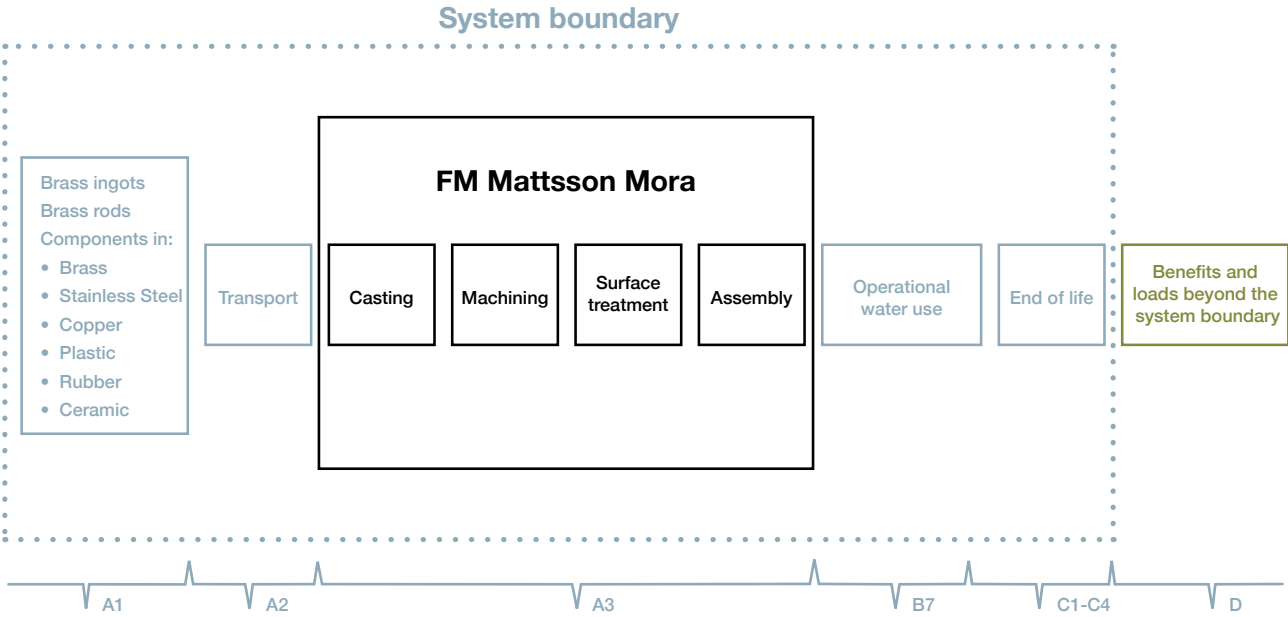 System boundary
Brass ingots
Brass rods
Components in:
• Brass
• Stainless Steel
• Copper
• Plastic
• Rubber
• Ceramic
Transport
FM Mattsson Mora
Casting
Machining
Surface
treatment
Assembly
Operational
water use
End of life
Benefits and
loads beyond the
system boundary
A1
A2
A3
B7
C1-C4
D